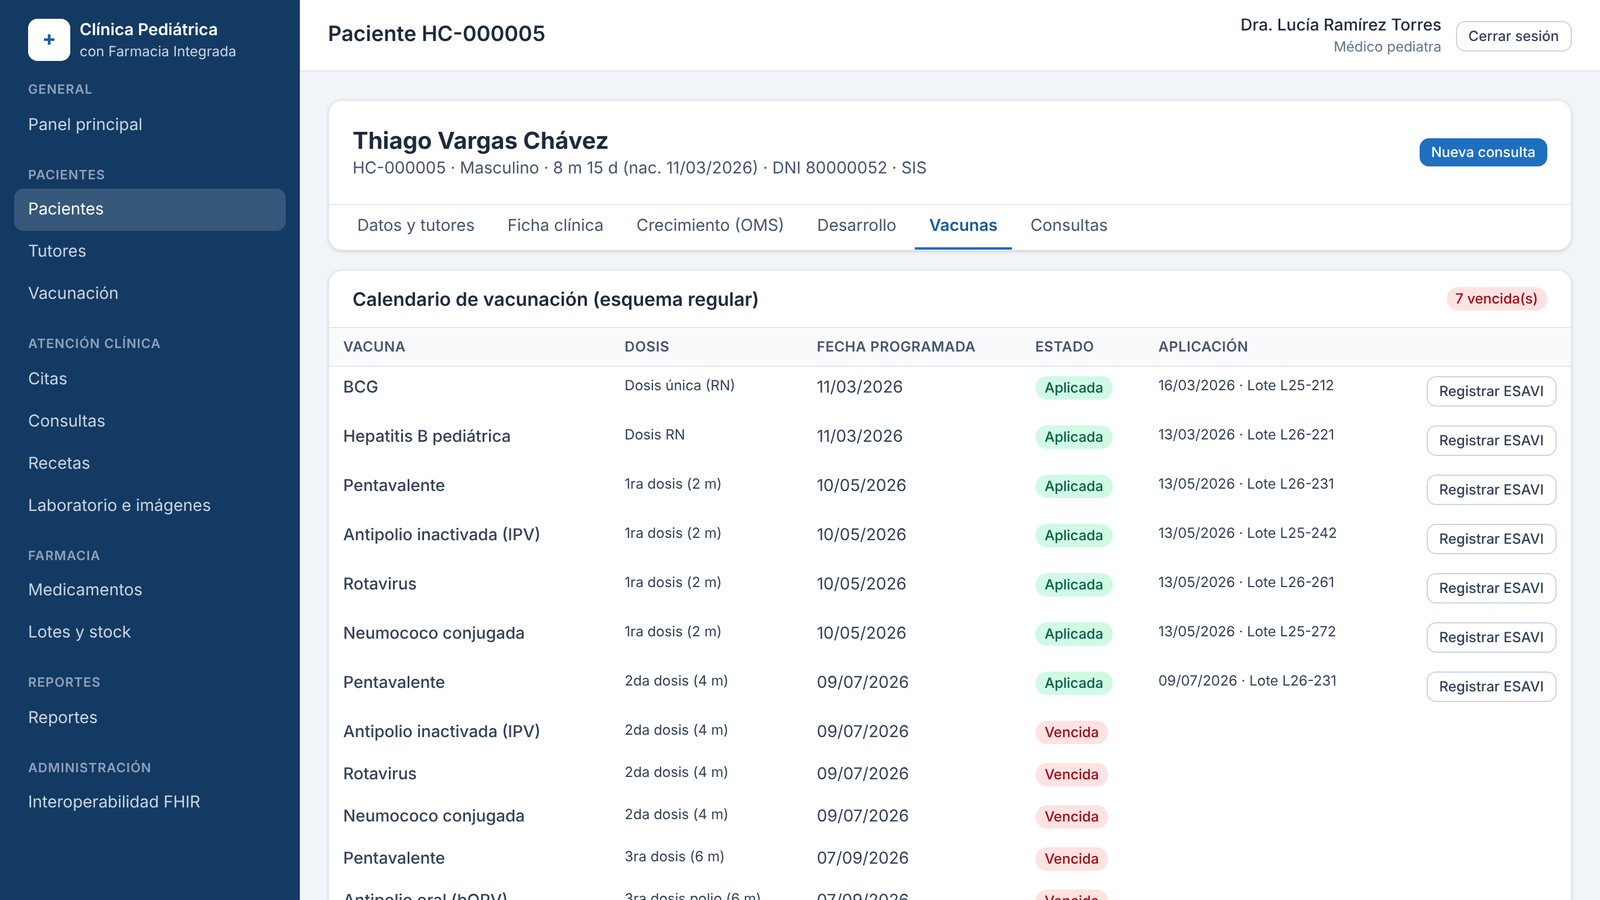 +
Clínica Pediátrica
con Farmacia Integrada
GENERAL
Panel principal
PACIENTES
Pacientes
Tutores
Vacunación
ATENCIÓN CLÍNICA
Citas
Consultas
Recetas
Laboratorio e imágenes
FARMACIA
Medicamentos
Lotes y stock
REPORTES
Reportes
ADMINISTRACIÓN
Interoperabilidad FHIR
Paciente HC-000005
Dra. Lucía Ramírez Torres
Médico pediatra
Cerrar sesión
Thiago Vargas Chávez
HC-000005 · Masculino · 8 m 15 d (nac. 11/03/2026) · DNI 80000052 · SIS
Nueva consulta
Datos y tutores Ficha clínica Crecimiento (OMS) Desarrollo Vacunas Consultas
Calendario de vacunación (esquema regular) 7 vencida(s)
VACUNA DOSIS FECHA PROGRAMADA ESTADO APLICACIÓN
BCG Dosis única (RN) 11/03/2026 Aplicada 16/03/2026 · Lote L25-212 Registrar ESAVI
Hepatitis B pediátrica Dosis RN 11/03/2026 Aplicada 13/03/2026 · Lote L26-221 Registrar ESAVI
Pentavalente 1ra dosis (2 m) 10/05/2026 Aplicada 13/05/2026 · Lote L26-231 Registrar ESAVI
Antipolio inactivada (IPV) 1ra dosis (2 m) 10/05/2026 Aplicada 13/05/2026 · Lote L25-242 Registrar ESAVI
Rotavirus 1ra dosis (2 m) 10/05/2026 Aplicada 13/05/2026 · Lote L26-261 Registrar ESAVI
Neumococo conjugada 1ra dosis (2 m) 10/05/2026 Aplicada 13/05/2026 · Lote L25-272 Registrar ESAVI
Pentavalente 2da dosis (4 m) 09/07/2026 Aplicada 09/07/2026 · Lote L26-231 Registrar ESAVI
Antipolio inactivada (IPV) 2da dosis (4 m) 09/07/2026 Vencida
Rotavirus 2da dosis (4 m) 09/07/2026 Vencida
Neumococo conjugada 2da dosis (4 m) 09/07/2026 Vencida
Pentavalente 3ra dosis (6 m) 07/09/2026 Vencida
Antipolio oral (bOPV) 3ra dosis polio (6 m) 07/09/2026 Vencida